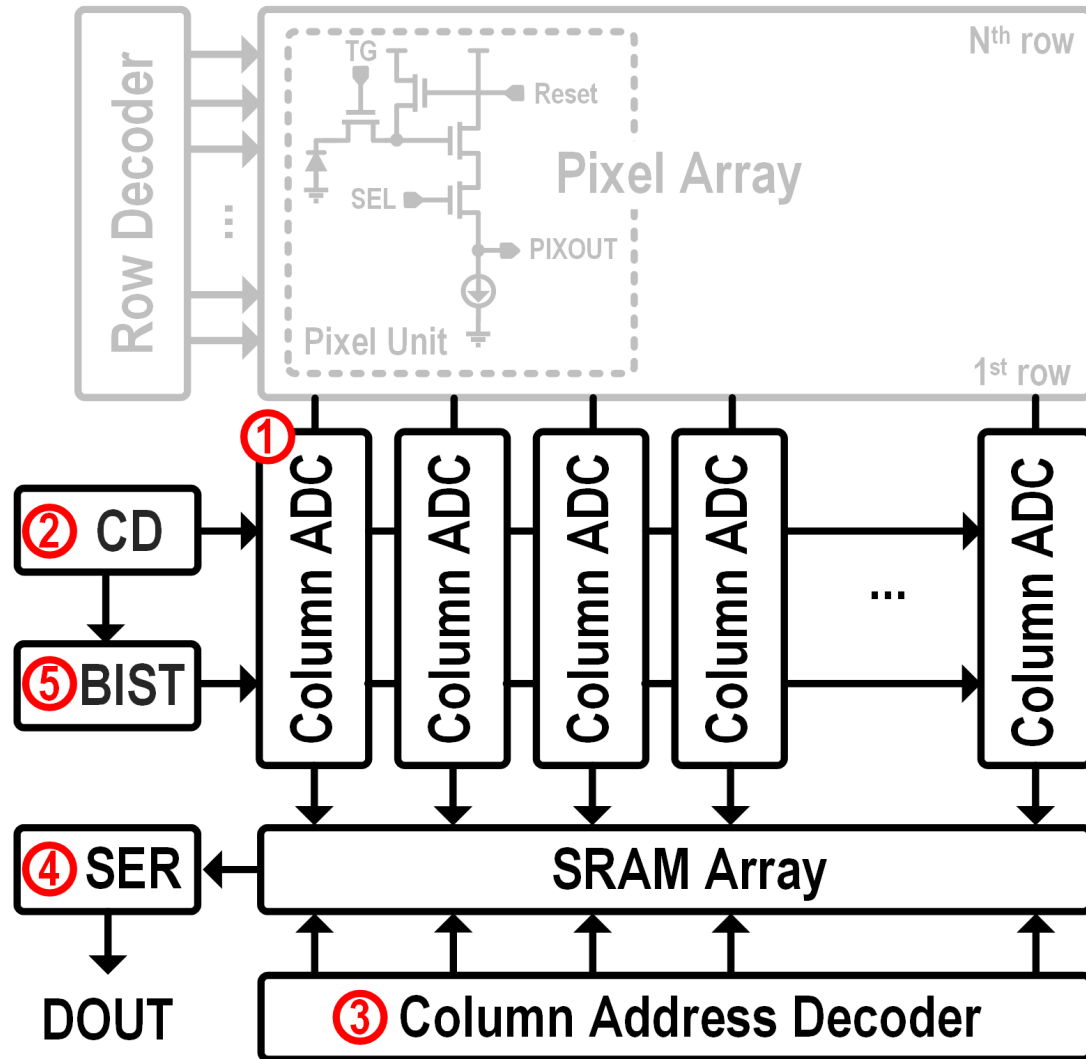 Row Decoder
...
TG
Reset
SEL
PIXOUT
Pixel Unit
Pixel Array
Nth row
1st row
① Column ADC
Column ADC
Column ADC
Column ADC
...
Column ADC
② CD
⑤ BIST
④ SER
SRAM Array
DOUT
③ Column Address Decoder